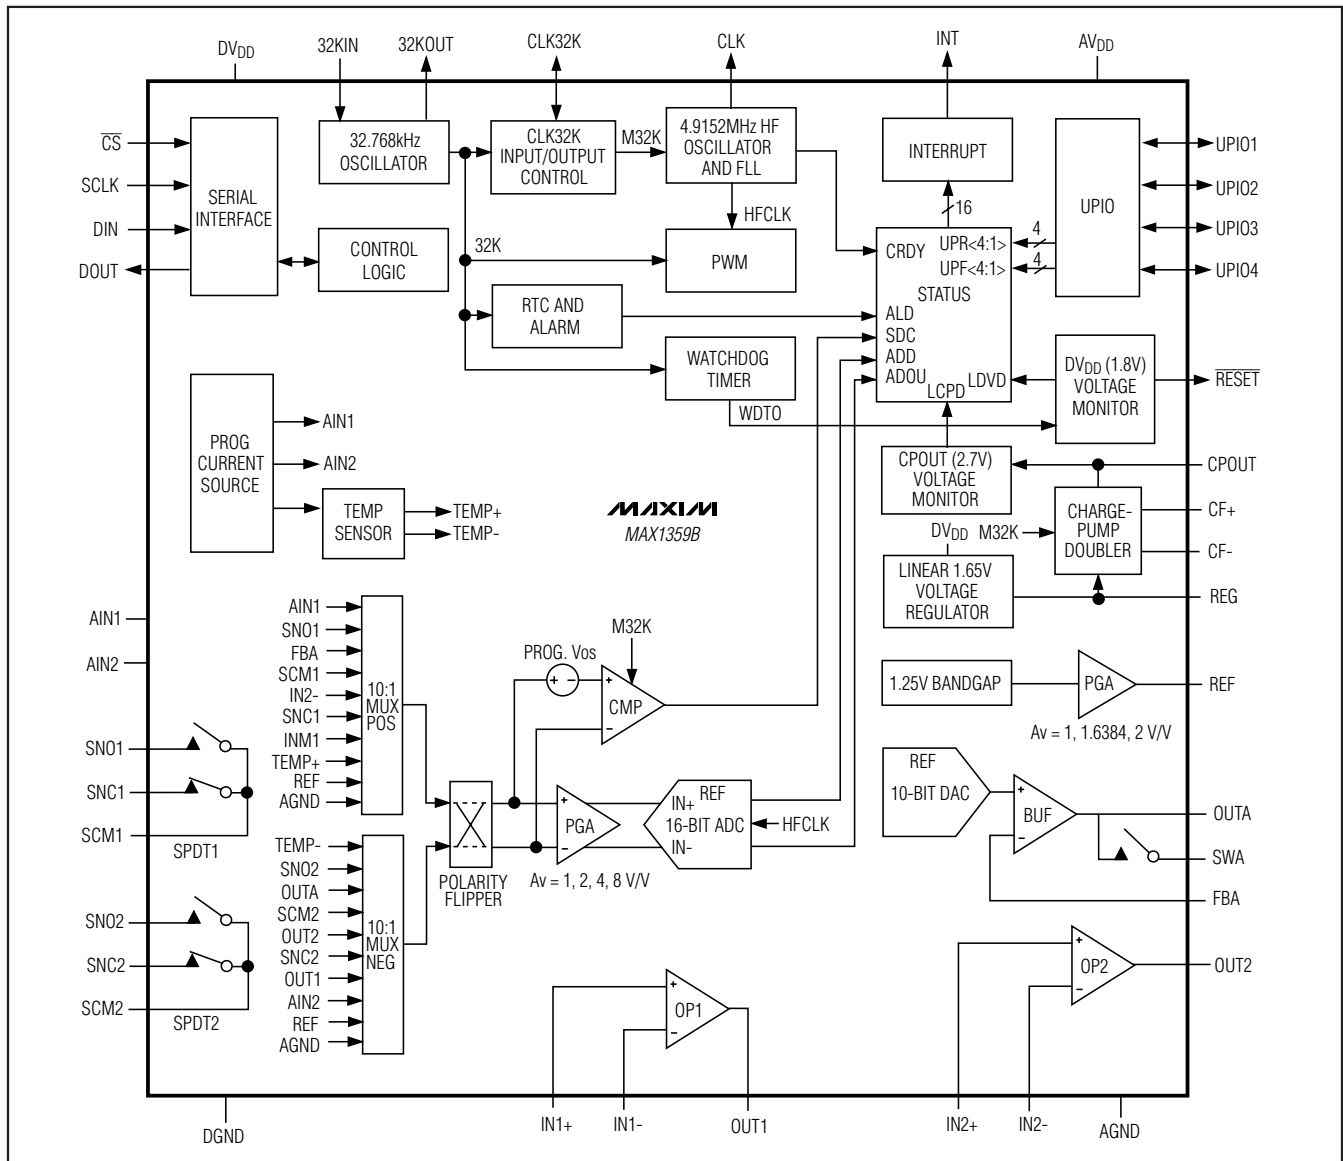 DVDD
32KIN
32KOUT
CLK32K
CLK
INT
AVDD
CS
SCLK
DIN
DOUT
SERIAL
INTERFACE
32.768kHz
OSCILLATOR
CLK32K
INPUT/OUTPUT
CONTROL
M32K
4.9152MHz HF
OSCILLATOR
AND FLL
INTERRUPT
UPIO
UPIO1
UPIO2
UPIO3
UPIO4
CONTROL
LOGIC
32K
HFCLK
PWM
16
4
4
CRDY
UPR<4:1>
UPF<4:1>
STATUS
ALD
SDC
ADD
ADOU
LDVD
LCPD
RTC AND
ALARM
WATCHDOG
TIMER
WDTO
DVDD (1.8V)
VOLTAGE
MONITOR
RESET
PROG
CURRENT
SOURCE
AIN1
AIN2
TEMP
SENSOR
TEMP+
TEMP-
MAXIM
MAX1359B
CPOUT (2.7V)
VOLTAGE
MONITOR
CPOUT
CHARGE-
PUMP
DOUBLER
CF+
CF-
DVDD
M32K
LINEAR 1.65V
VOLTAGE
REGULATOR
REG
AIN1
AIN2
AIN1
SNO1
FBA
SCM1
IN2-
SNC1
INM1
TEMP+
REF
AGND
10:1
MUX
POS
M32K
PROG. VOS
+ -
+
-
CMP
1.25V BANDGAP
PGA
REF
Av = 1, 1.6384, 2 V/V
SNO1
SNC1
SCM1
SPDT1
POLARITY
FLIPPER
+
-
PGA
Av = 1, 2, 4, 8 V/V
IN+
IN-
REF
16-BIT ADC
HFCLK
REF
10-BIT DAC
+
-
BUF
OUTA
SWA
FBA
TEMP-
SNO2
OUTA
SCM2
OUT2
SNC2
OUT1
AIN2
REF
AGND
10:1
MUX
NEG
SNO2
SNC2
SCM2
SPDT2
+
-
OP1
+
-
OP2
OUT2
DGND
IN1+
IN1-
OUT1
IN2+
IN2-
AGND